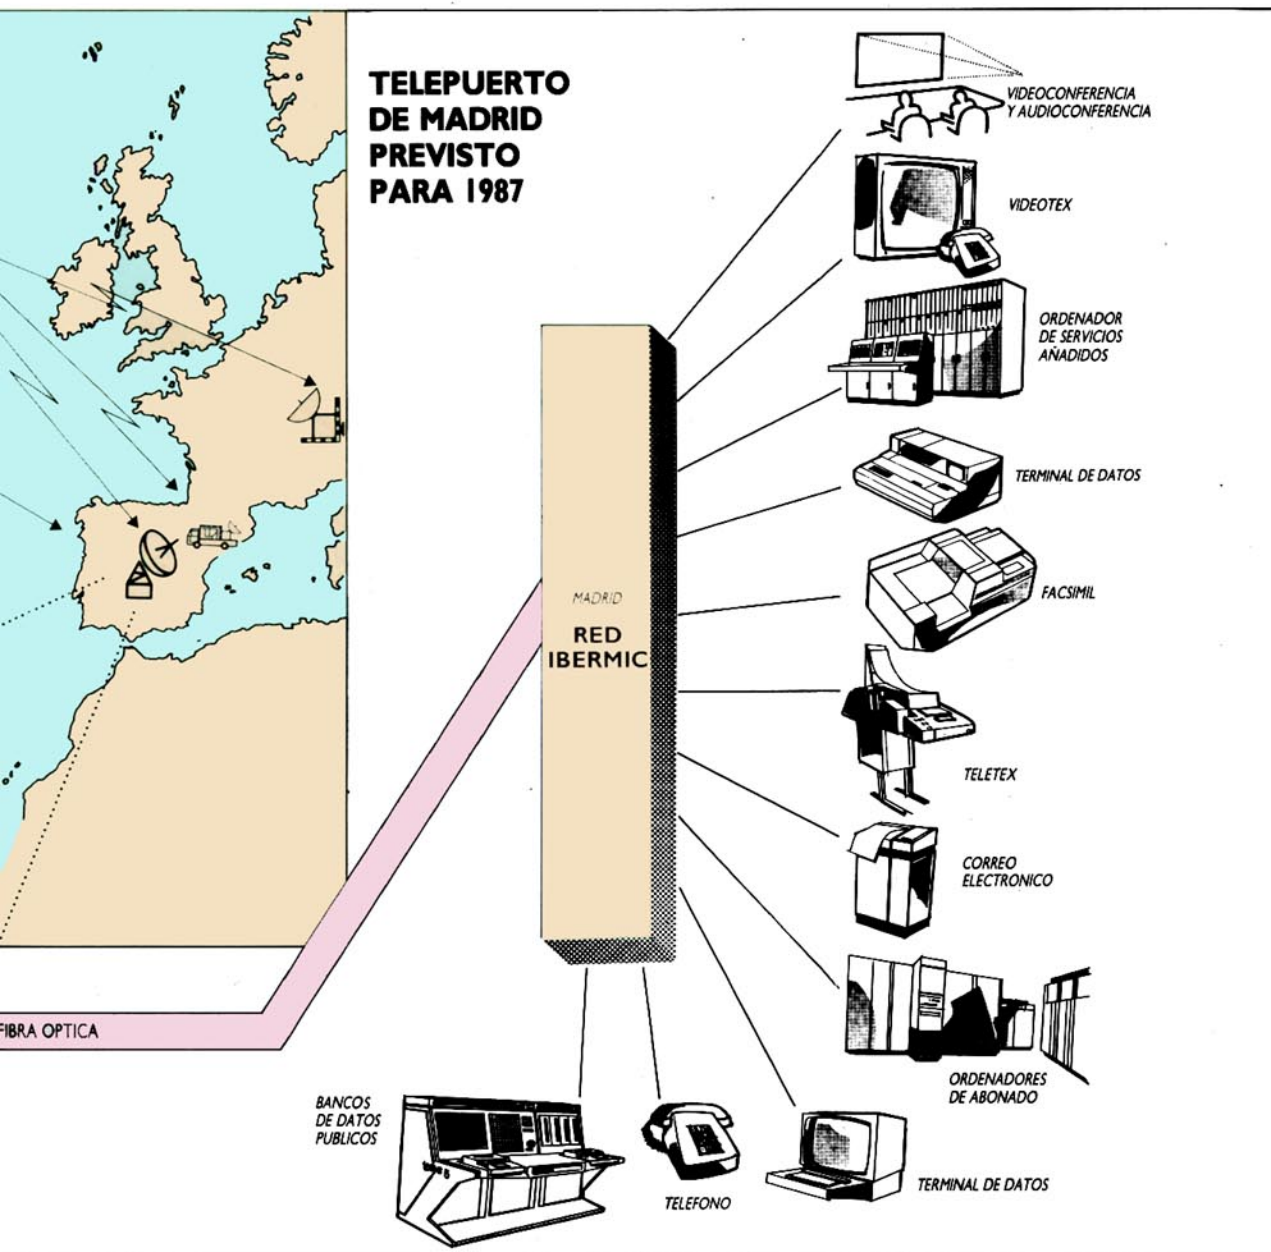 TELEPUERTO
DE MADRID
PREVISTO
PARA 1987
VIDEOCONFERENCIA
Y AUDIOCONFERENCIA
VIDEOTEX
ORDENADOR
DE SERVICIOS
AÑADIDOS
TERMINAL DE DATOS
FACSIMIL
MADRID
RED
IBERMIC
TELETEX
CORREO
ELECTRONICO
FIBRA OPTICA
ORDENADORES
DE ABONADO
BANCOS
DE DATOS
PUBLICOS
TELEFONO
TERMINAL DE DATOS